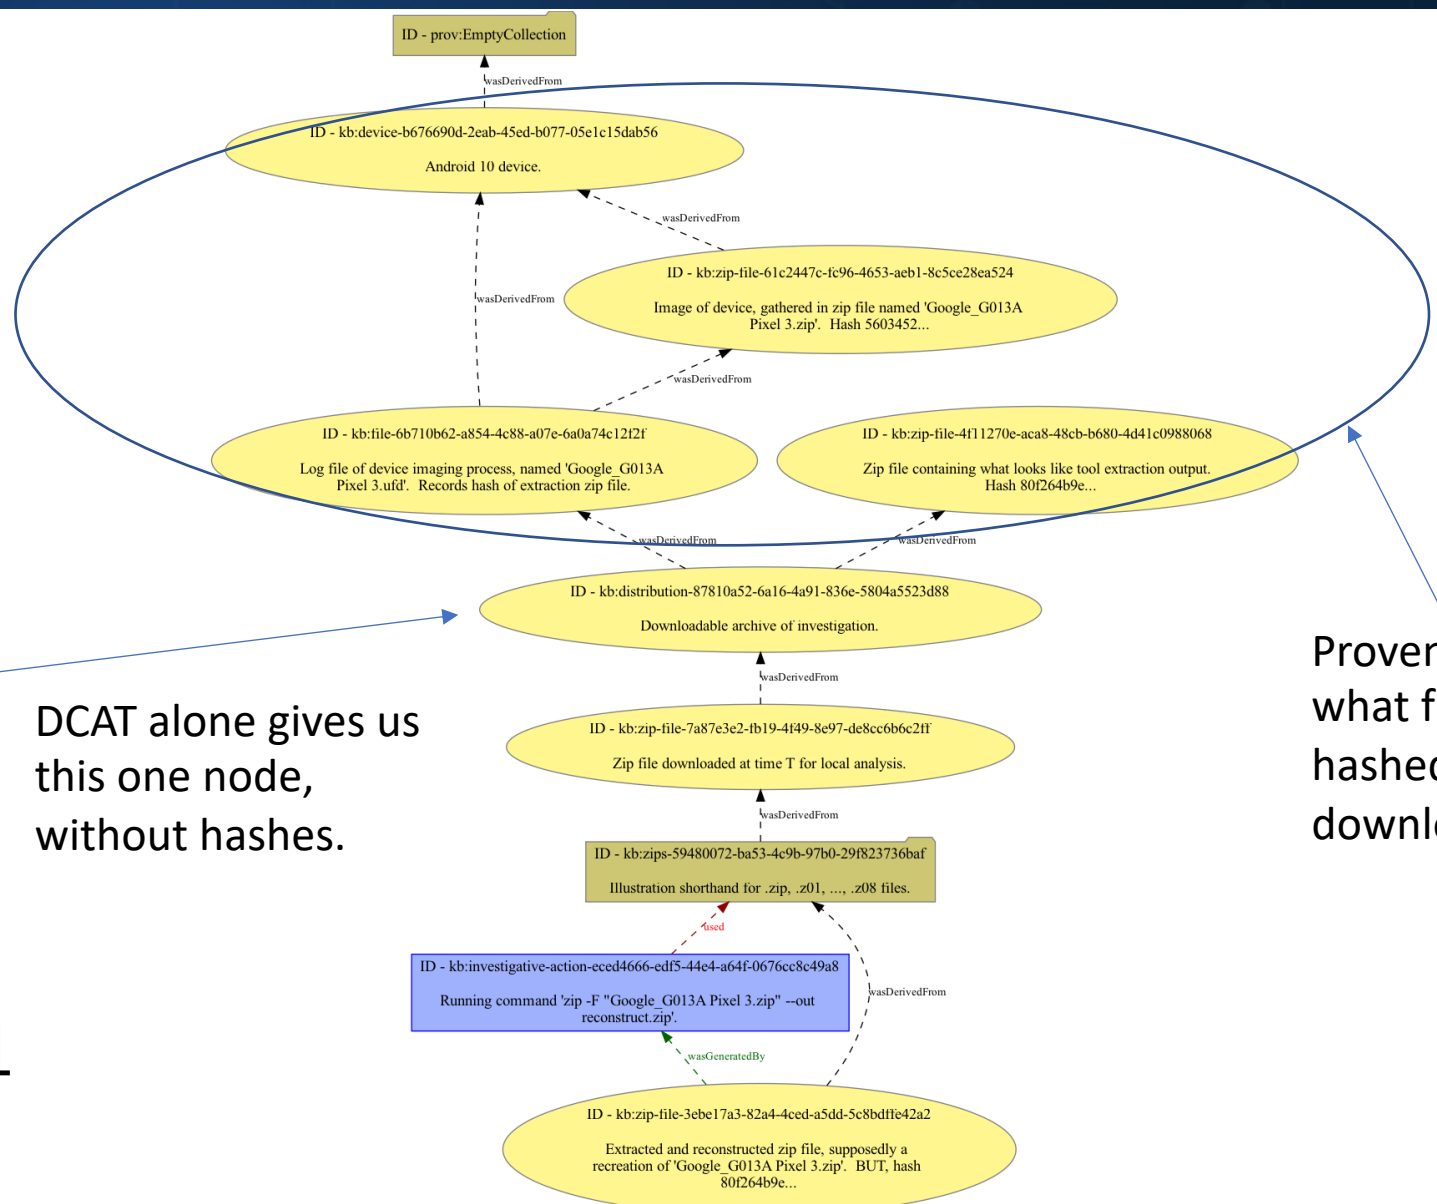 ID - prov:EmptyCollection
wasDerivedFrom
ID - kb:device-b676690d-2eab-45ed-b077-05e1c15dab56
Android 10 device.
wasDerivedFrom
ID - kb:zip-file-61c2447c-fc96-4653-aeb1-8c5ce28ea524
wasDerivedFrom
Image of device, gathered in zip file named 'Google_G013A
Pixel 3.zip'.  Hash 5603452...
wasDerivedFrom
ID - kb:file-6b710b62-a854-4c88-a07e-6a0a74c12f2f
Log file of device imaging process, named 'Google_G013A
Pixel 3.ufd'.  Records hash of extraction zip file.
ID - kb:zip-file-4f11270e-aca8-48cb-b680-4d41c0988068
Zip file containing what looks like tool extraction output.
Hash 80f264b9e...
wasDerivedFrom
wasDerivedFrom
ID - kb:distribution-87810a52-6a16-4a91-836e-5804a5523d88
Downloadable archive of investigation.
wasDerivedFrom
DCAT alone gives us
this one node,
without hashes.
Prover
what f
hashed
downlo
ID - kb:zip-file-7a87e3e2-fb19-4f49-8e97-de8cc6b6c2ff
Zip file downloaded at time T for local analysis.
wasDerivedFrom
ID - kb:zips-59480072-ba53-4c9b-97b0-29f823736baf
Illustration shorthand for .zip, .z01, ..., .z08 files.
used
ID - kb:investigative-action-eced4666-edf5-44e4-a64f-0676cc8c49a8
Running command 'zip -F "Google_G013A Pixel 3.zip" --out
reconstruct.zip'.
wasDerivedFrom
wasGeneratedBy
ID - kb:zip-file-3ebe17a3-82a4-4ced-a5dd-5c8bdffe42a2
Extracted and reconstructed zip file, supposedly a
recreation of 'Google_G013A Pixel 3.zip'.  BUT, hash
80f264b9e...